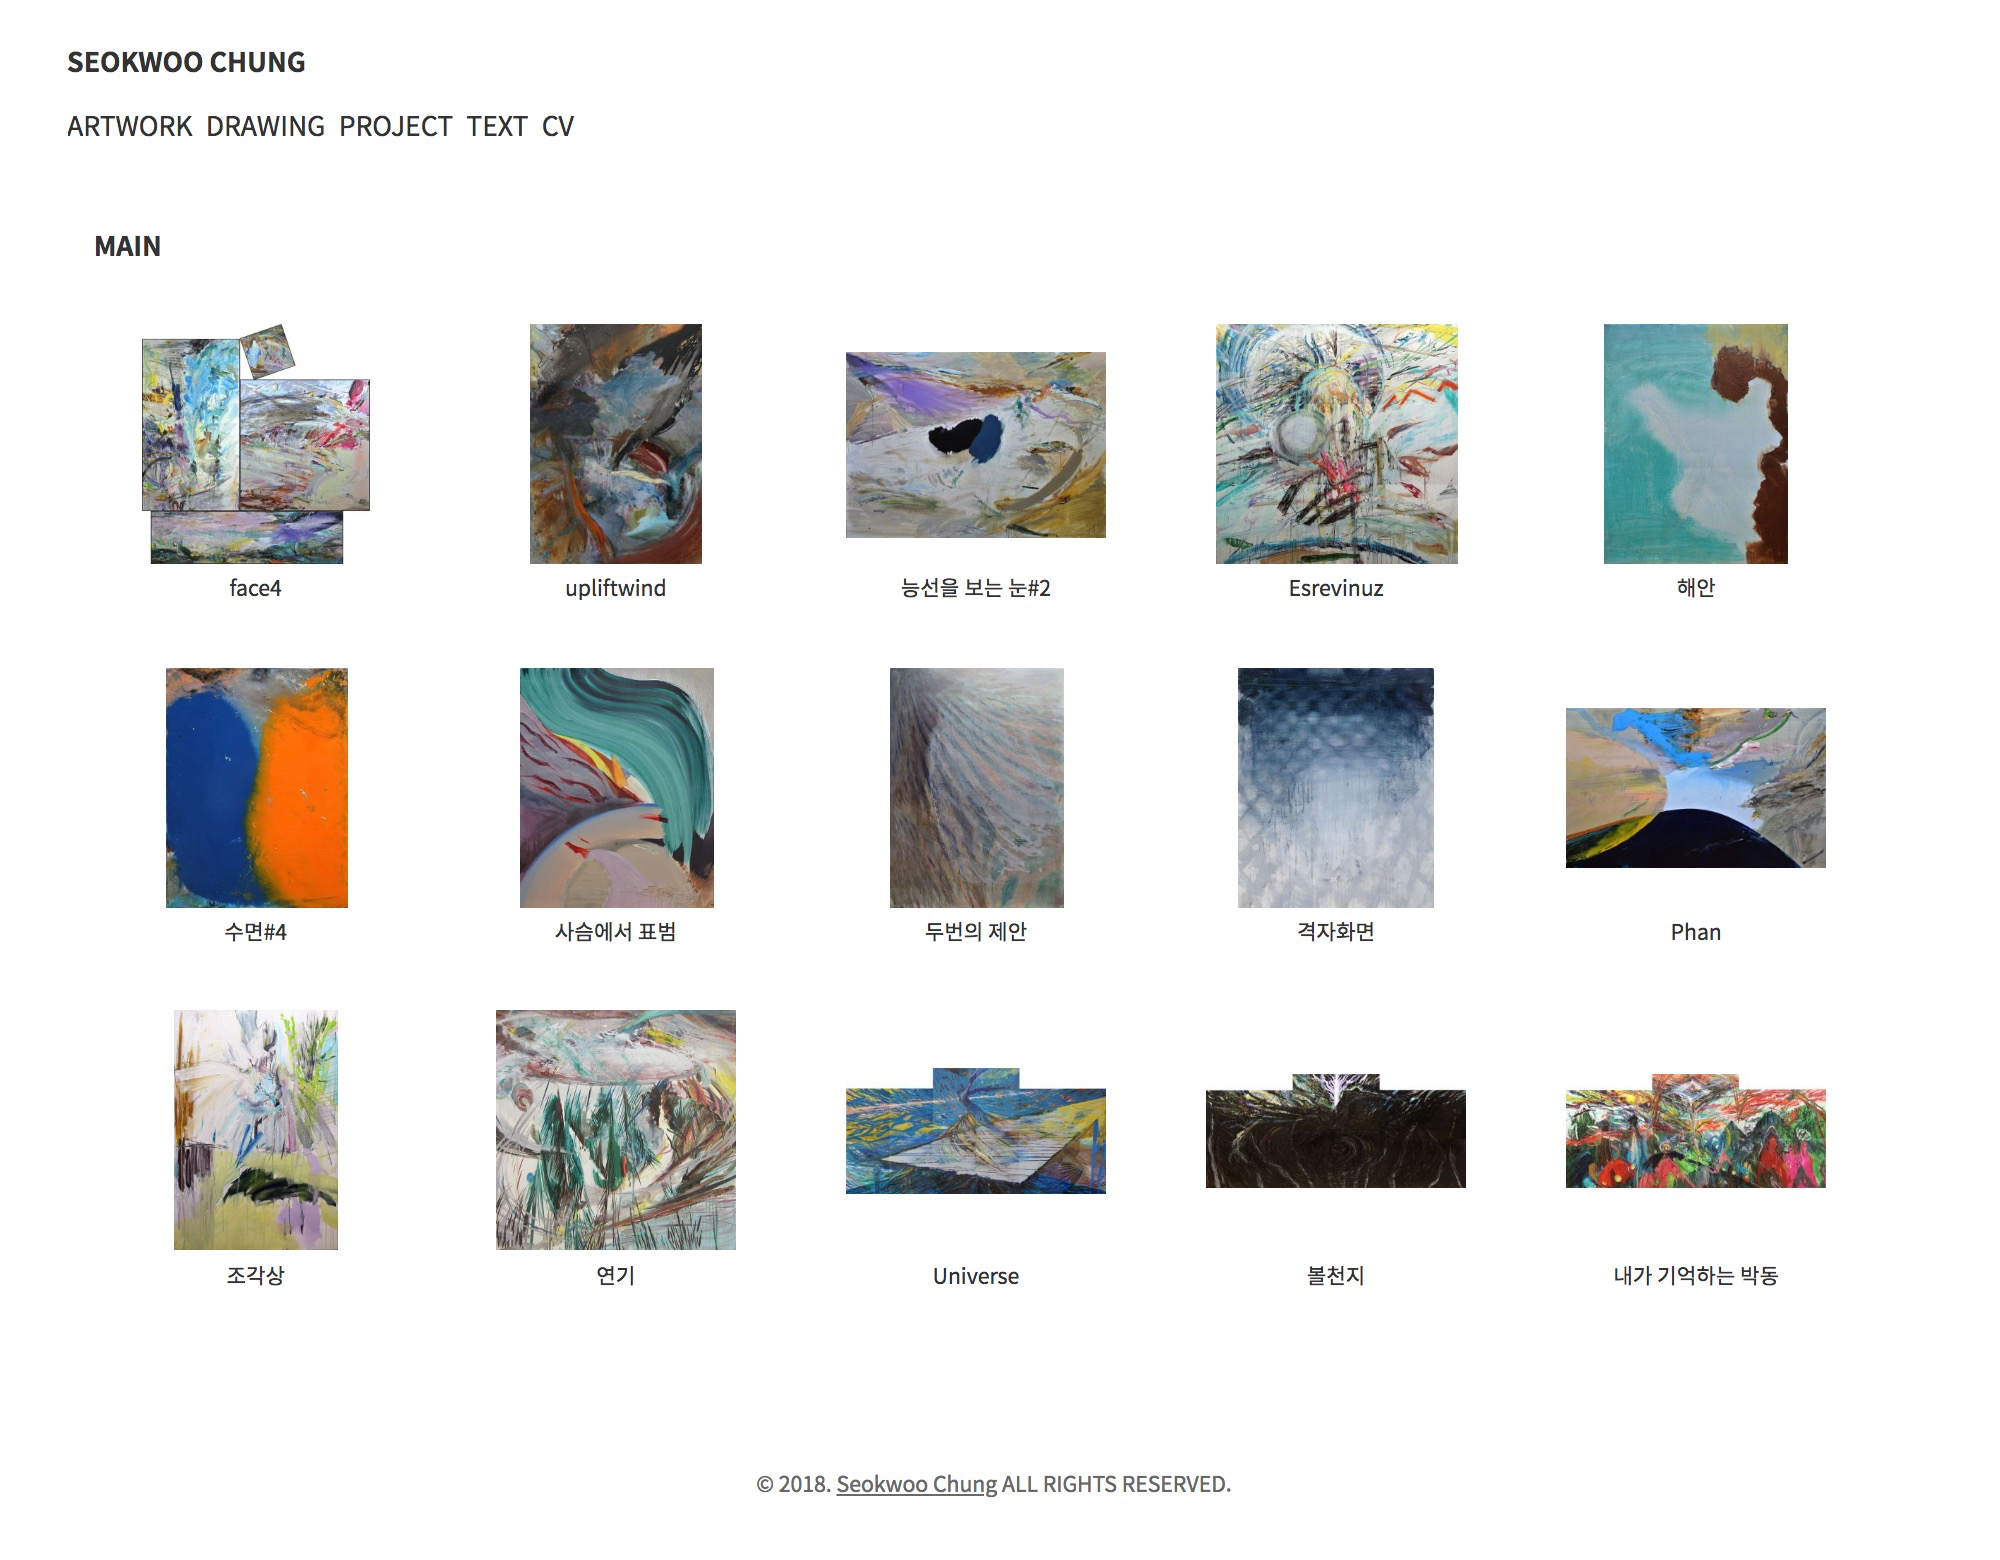 SEOKWOO CHUNG
ARTWORK DRAWING PROJECT TEXT CV
MAIN
face4
upliftwind
능선을 보는 눈#2
Esrevinuz
해안
수면#4
사슴에서 표범
두번의 제안
격자화면
Phan
조각상
연기
Universe
볼천지
내가 기억하는 박동
© 2018. Seokwoo Chung ALL RIGHTS RESERVED.